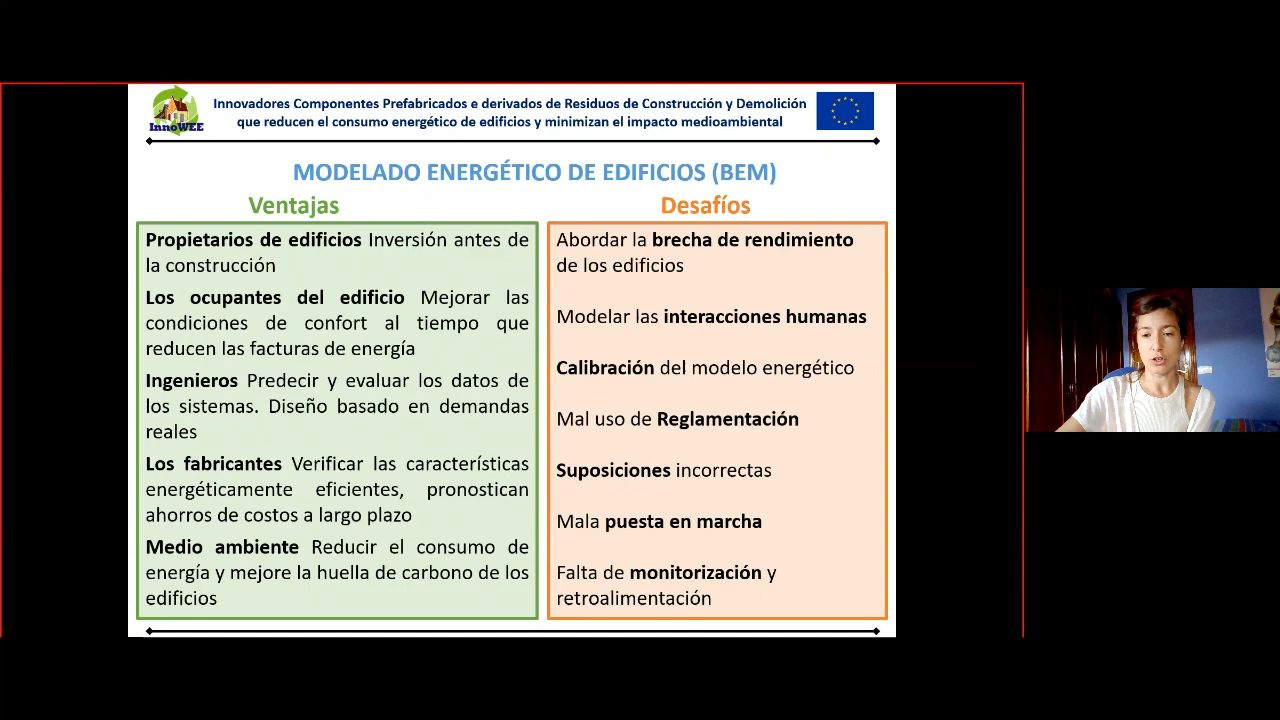 InnoWEE
Innovadores Componentes Prefabricados e derivados de Residuos de Construcción y Demolición
que reducen el consumo energético de edificios y minimizan el impacto medioambiental
MODELADO ENERGÉTICO DE EDIFICIOS (BEM)
Ventajas
Propietarios de edificios Inversión antes de
la construcción
Los ocupantes del edificio Mejorar las
condiciones de confort al tiempo que
reducen las facturas de energía
Ingenieros Predecir y evaluar los datos de
los sistemas. Diseño basado en demandas
reales
Los fabricantes Verificar las características
energéticamente eficientes, pronostican
ahorros de costos a largo plazo
Medio ambiente Reducir el consumo de
energía y mejore la huella de carbono de los
edificios
Desafíos
Abordar la brecha de rendimiento
de los edificios
Modelar las interacciones humanas
Calibración del modelo energético
Mal uso de Reglamentación
Suposiciones incorrectas
Mala puesta en marcha
Falta de monitorización y
retroalimentación